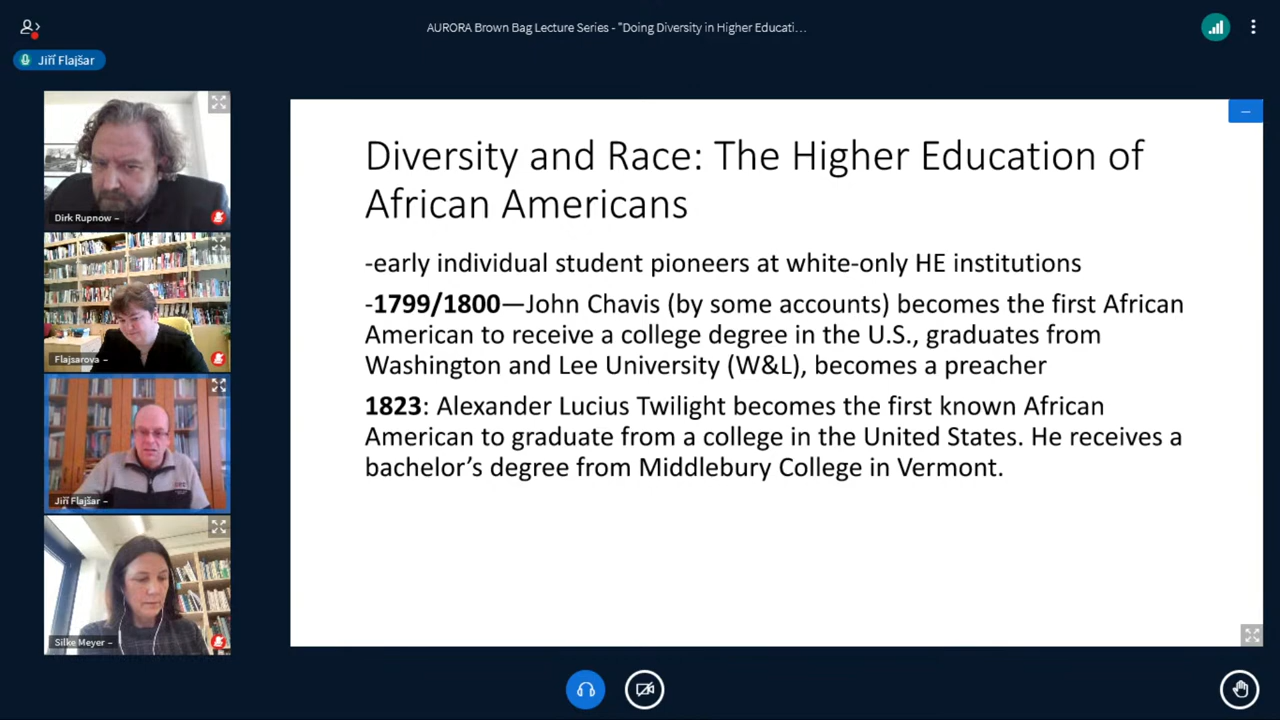 AURORA Brown Bag Lecture Series - "Doing Diversity in Higher Educati…
Jiří Flajšar
Dirk Rupnow –
Flajsarova –
Jiří Flajšar –
Silke Meyer –
Diversity and Race: The Higher Education of
African Americans
-early individual student pioneers at white-only HE institutions
-1799/1800—John Chavis (by some accounts) becomes the first African
American to receive a college degree in the U.S., graduates from
Washington and Lee University (W&L), becomes a preacher
1823: Alexander Lucius Twilight becomes the first known African
American to graduate from a college in the United States. He receives a
bachelor's degree from Middlebury College in Vermont.